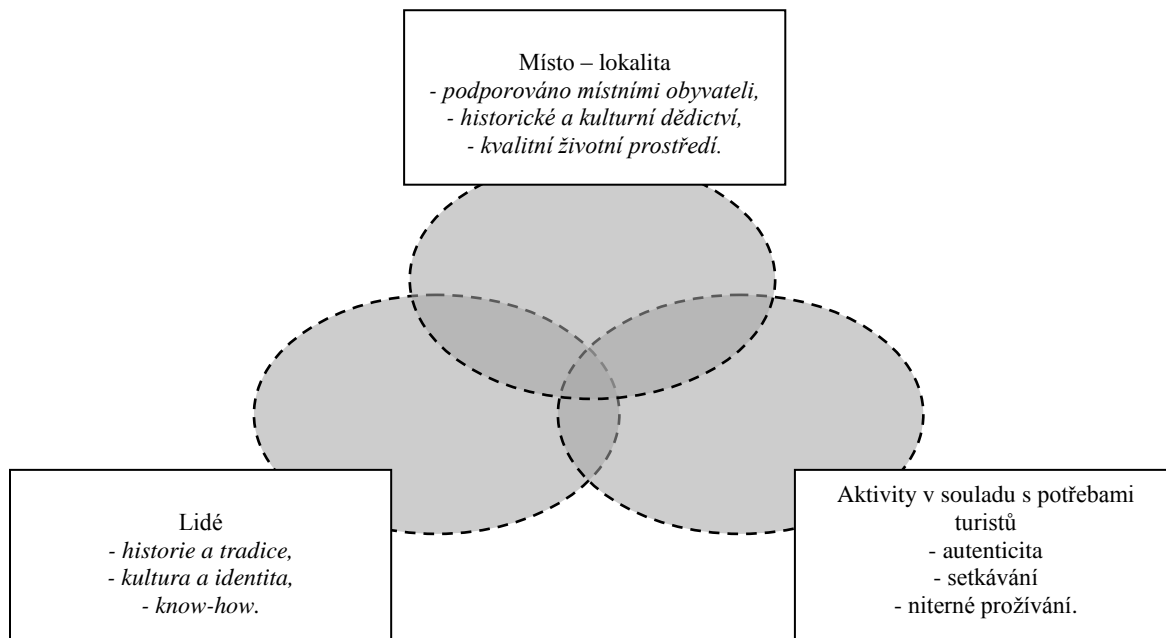 Místo – lokalita
- podporováno místními obyvateli,
- historické a kulturní dědictví,
- kvalitní životní prostředí.
Lidé
- historie a tradice,
- kultura a identita,
- know-how.
Aktivity v souladu s potřebami
turistů
- autenticita
- setkávání
- niterné prožívání.